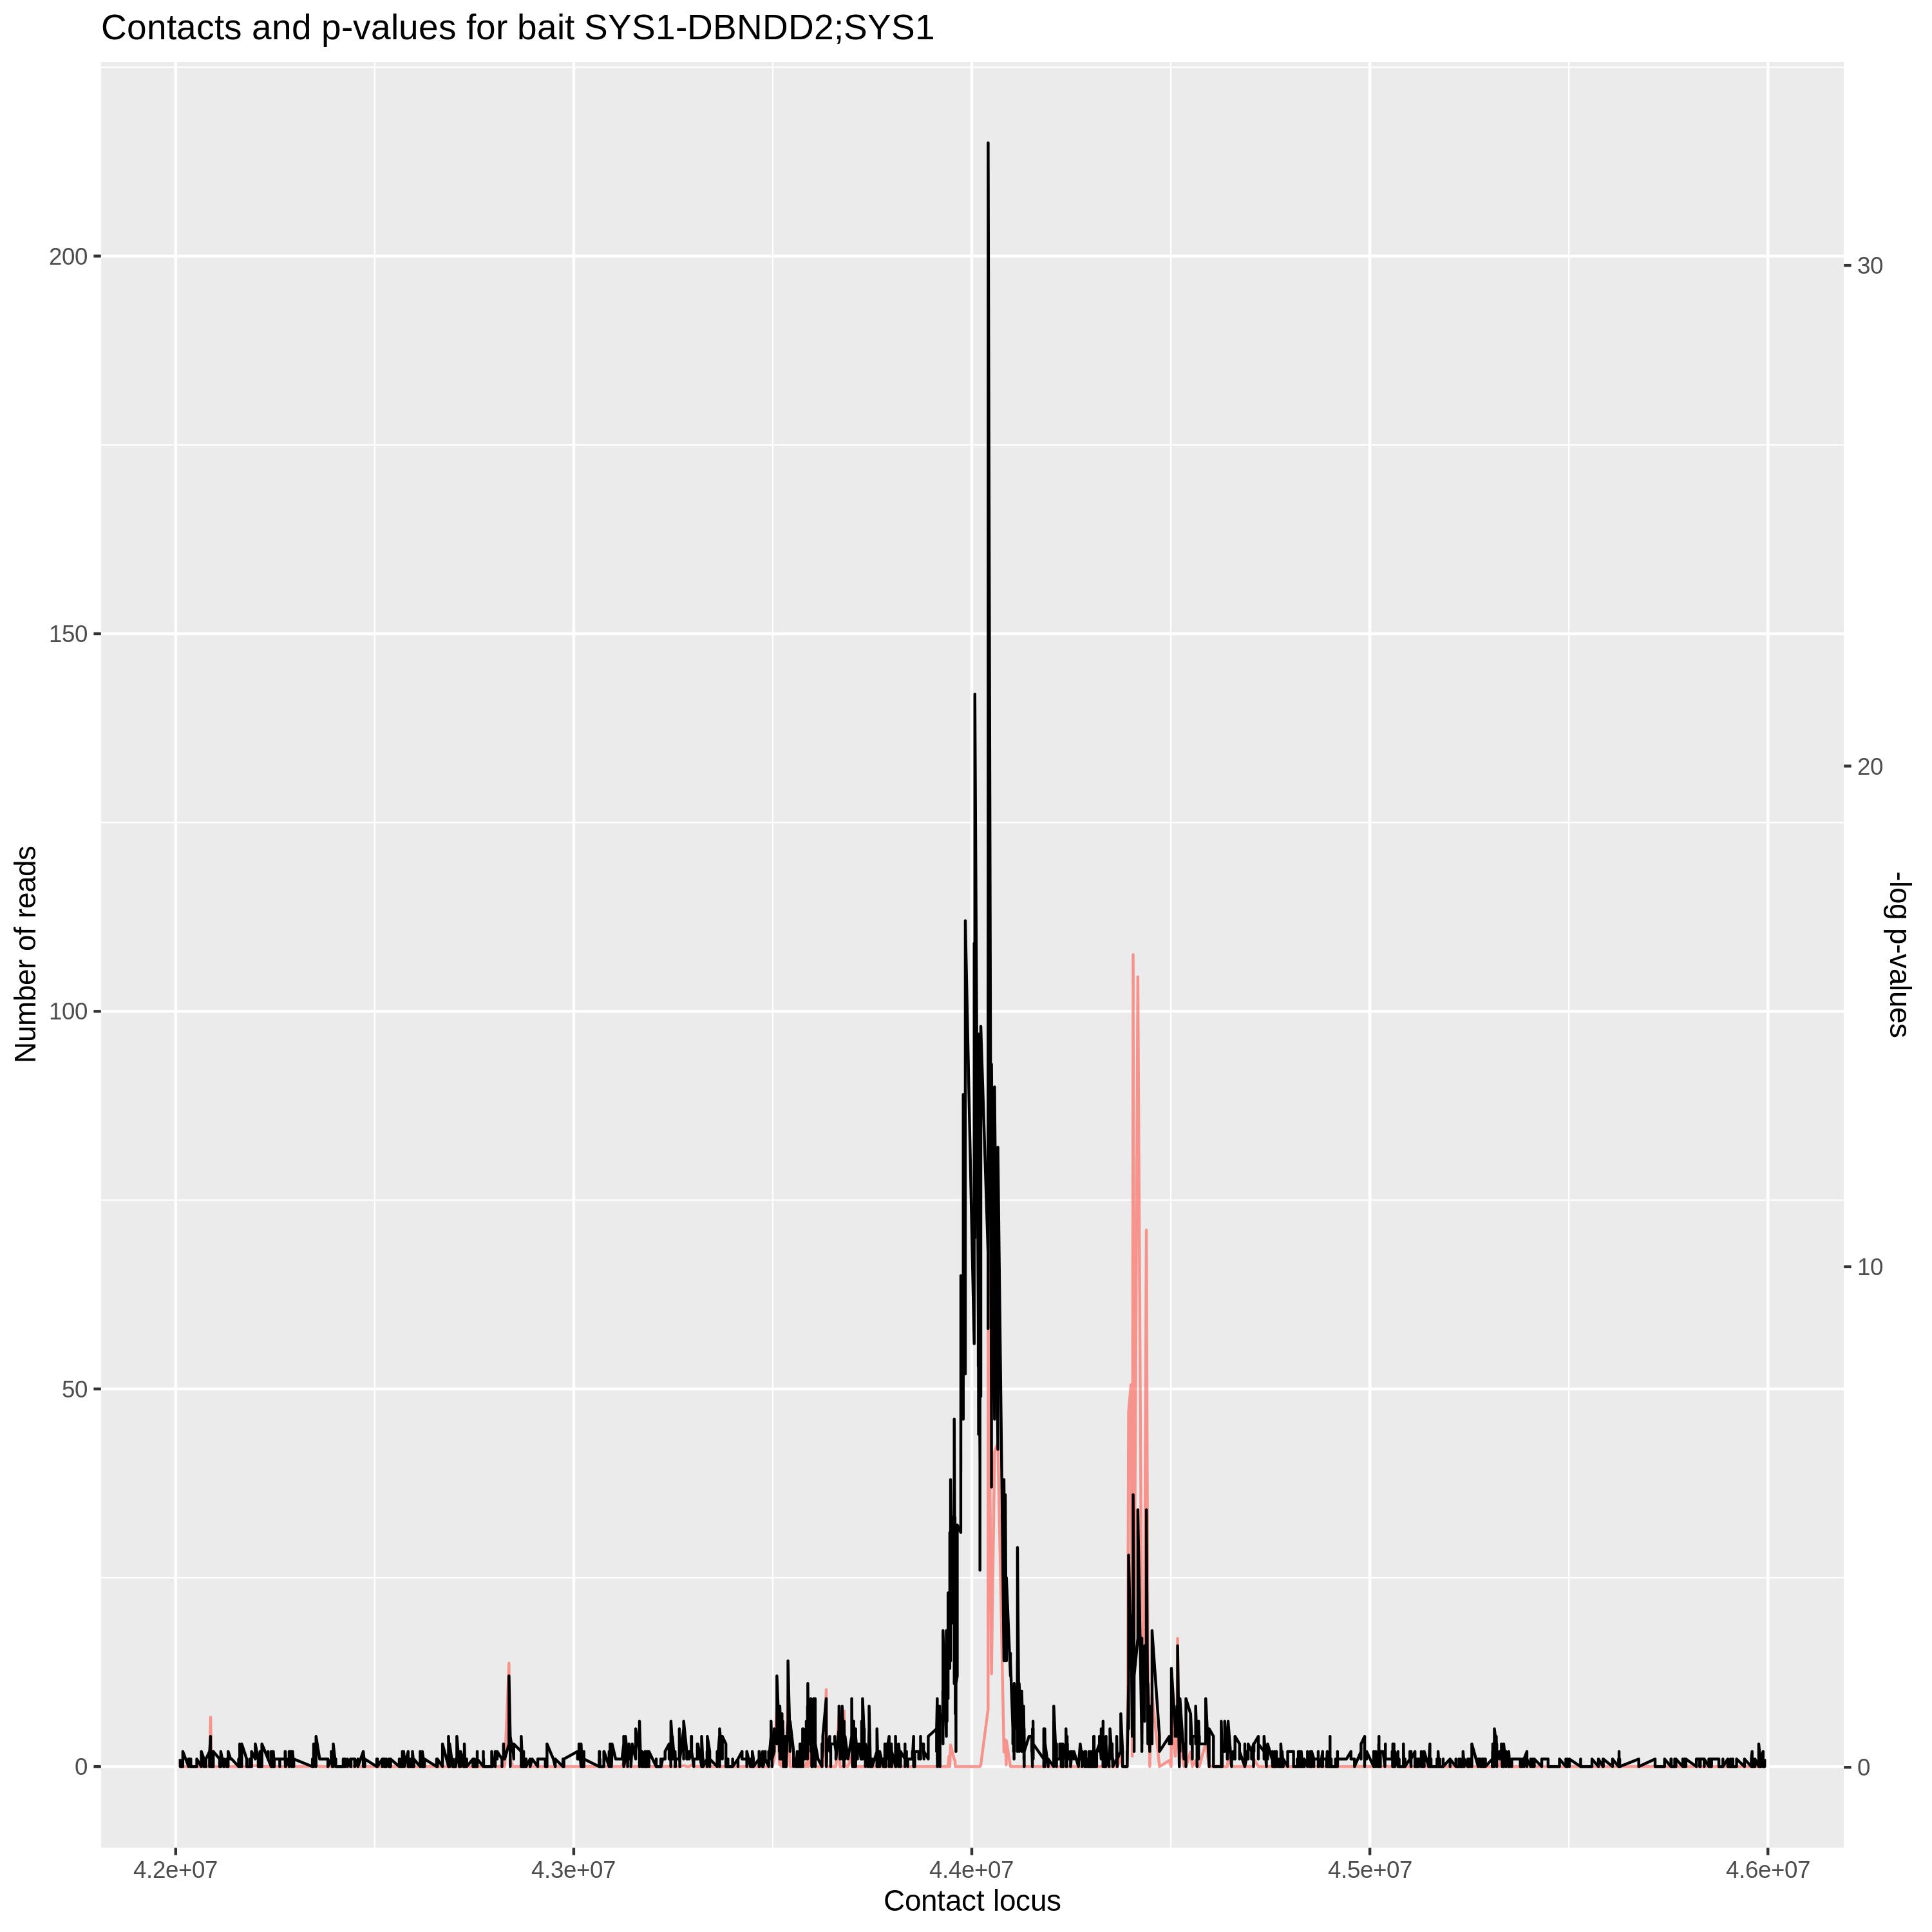 Contacts and p-values for bait SYS1-DBNDD2;SYS1
200
150
100
50
0
Number of reads
30
20
10
0
-log p-values
4.2e+07
4.3e+07
4.4e+07
4.5e+07
4.6e+07
Contact locus